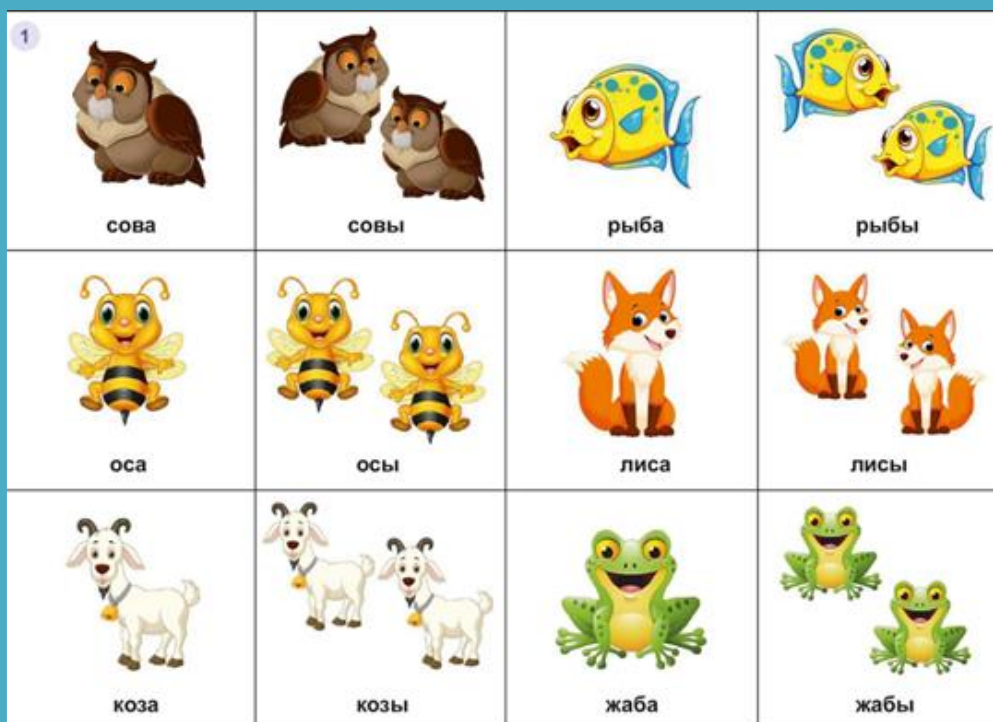 1
сова совы рыба рыбы
оса осы лиса лисы
коза козы жаба жабы